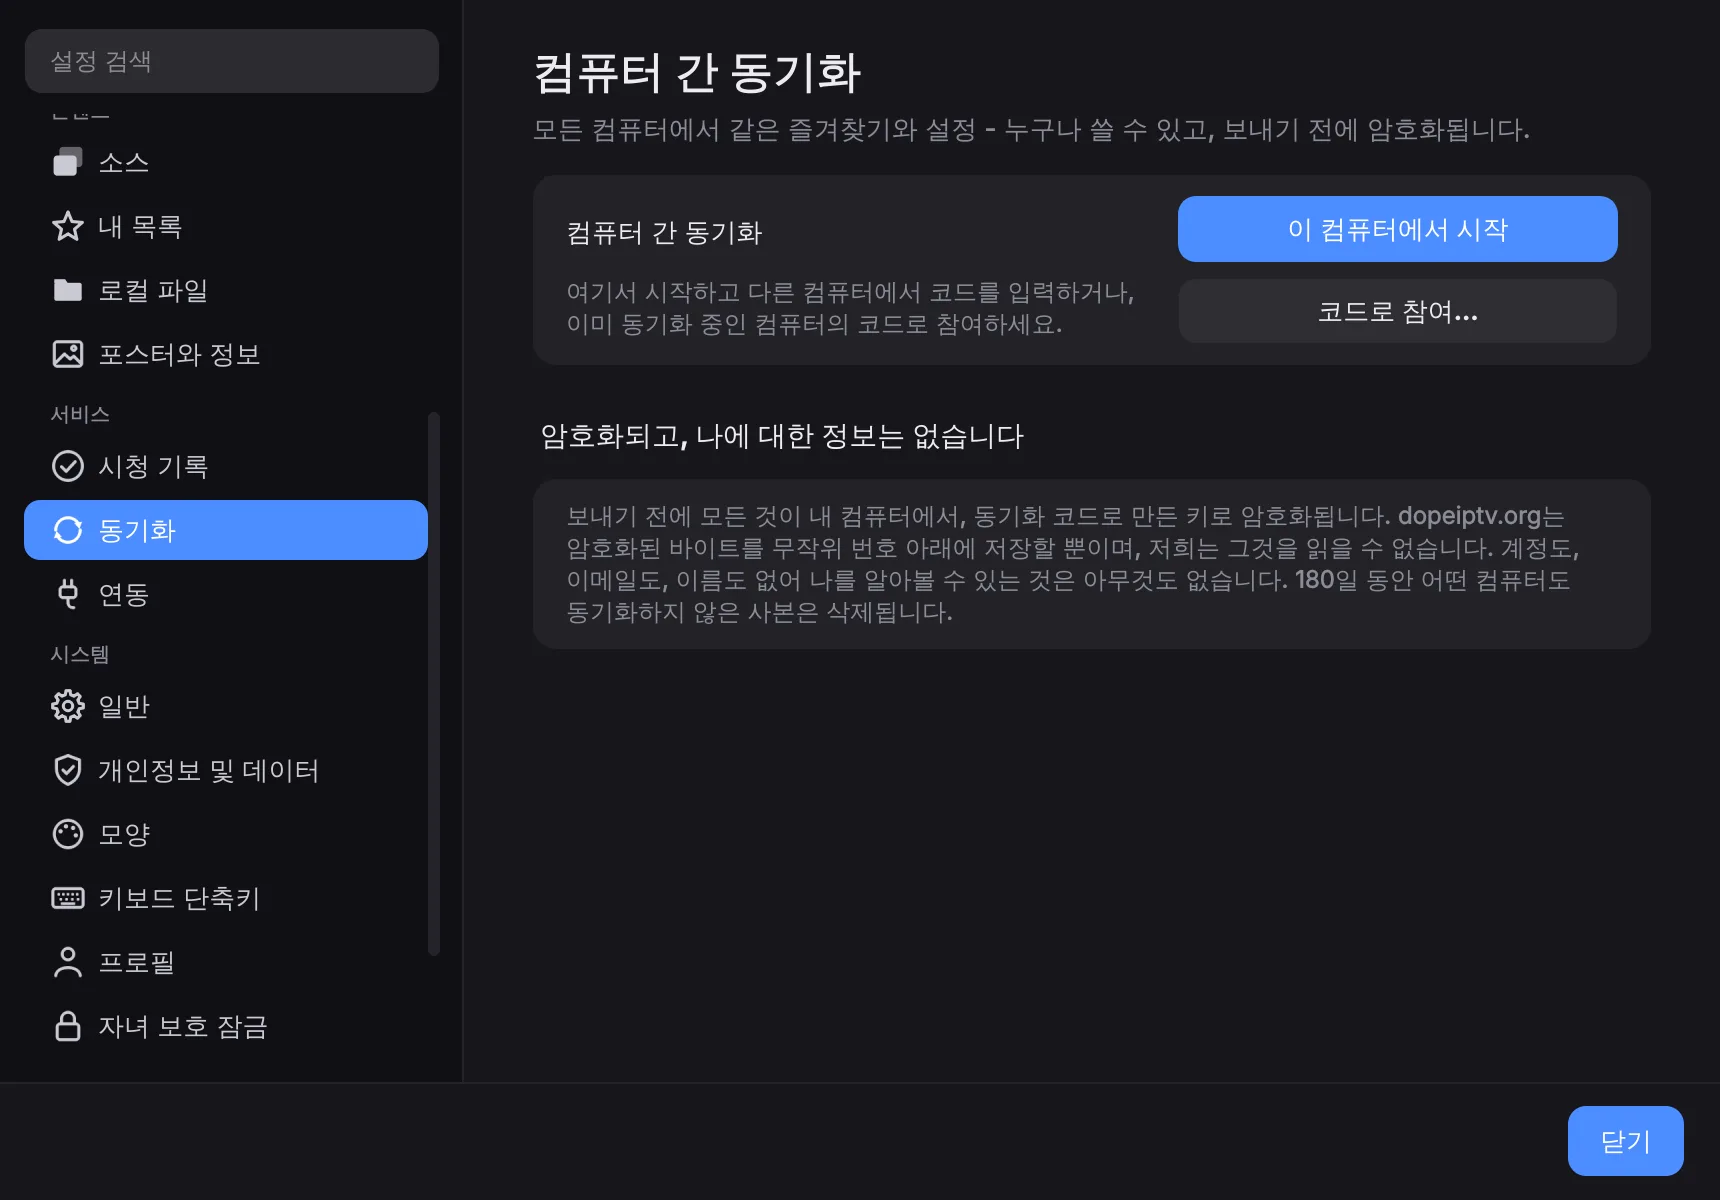 설정 검색
소스
내 목록
로컬 파일
포스터와 정보
서비스
시청 기록
동기화
연동
시스템
일반
개인정보 및 데이터
모양
키보드 단축키
프로필
자녀 보호 잠금
컴퓨터 간 동기화
모든 컴퓨터에서 같은 즐겨찾기와 설정 - 누구나 쓸 수 있고, 보내기 전에 암호화됩니다.
컴퓨터 간 동기화
여기서 시작하고 다른 컴퓨터에서 코드를 입력하거나,
이미 동기화 중인 컴퓨터의 코드로 참여하세요.
이 컴퓨터에서 시작
코드로 참여...
암호화되고, 나에 대한 정보는 없습니다
보내기 전에 모든 것이 내 컴퓨터에서, 동기화 코드로 만든 키로 암호화됩니다. dopeiptv.org는
암호화된 바이트를 무작위 번호 아래에 저장할 뿐이며, 저희는 그것을 읽을 수 없습니다. 계정도,
이메일도, 이름도 없어 나를 알아볼 수 있는 것은 아무것도 없습니다. 180일 동안 어떤 컴퓨터도
동기화하지 않은 사본은 삭제됩니다.
닫기